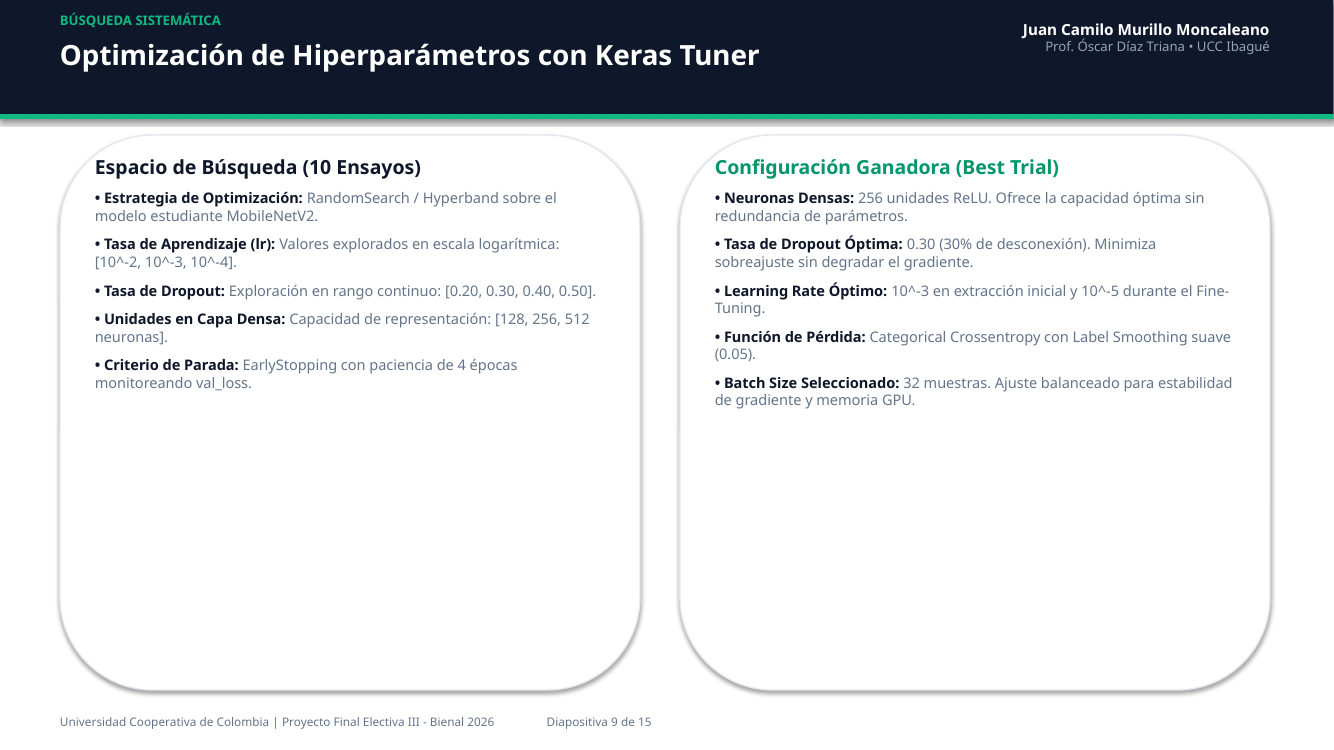 BÚSQUEDA SISTEMÁTICA
Optimización de Hiperparámetros con Keras Tuner
Juan Camilo Murillo Moncaleano
Prof. Óscar Díaz Triana • UCC Ibagué
Espacio de Búsqueda (10 Ensayos)
• Estrategia de Optimización: RandomSearch / Hyperband sobre el
modelo estudiante MobileNetV2.
• Tasa de Aprendizaje (lr): Valores explorados en escala logarítmica:
[10^-2, 10^-3, 10^-4].
• Tasa de Dropout: Exploración en rango continuo: [0.20, 0.30, 0.40, 0.50].
• Unidades en Capa Densa: Capacidad de representación: [128, 256, 512
neuronas].
• Criterio de Parada: EarlyStopping con paciencia de 4 épocas
monitoreando val_loss.
Configuración Ganadora (Best Trial)
• Neuronas Densas: 256 unidades ReLU. Ofrece la capacidad óptima sin
redundancia de parámetros.
• Tasa de Dropout Óptima: 0.30 (30% de desconexión). Minimiza
sobreajuste sin degradar el gradiente.
• Learning Rate Óptimo: 10^-3 en extracción inicial y 10^-5 durante el Fine-
Tuning.
• Función de Pérdida: Categorical Crossentropy con Label Smoothing suave
(0.05).
• Batch Size Seleccionado: 32 muestras. Ajuste balanceado para estabilidad
de gradiente y memoria GPU.
Universidad Cooperativa de Colombia | Proyecto Final Electiva III - Bienal 2026
Diapositiva 9 de 15